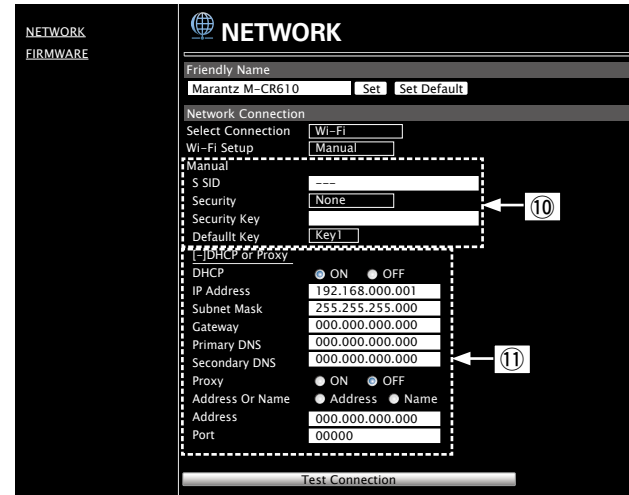 NETWORK
FIRMWARE
NETWORK
Friendly Name
Marantz M-CR610 Set Set Default
Network Connection
Select Connection Wi-Fi
Wi-Fi Setup Manual
Manual
S SID ---
Security None
Security Key
Defaullt Key Key1
⑩
[-]DHCP or Proxy
DHCP ON OFF
IP Address 192.168.000.001
Subnet Mask 255.255.255.000
Gateway 000.000.000.000
Primary DNS 000.000.000.000
Secondary DNS 000.000.000.000
⑪
Proxy ON OFF
Address Or Name Address Name
Address 000.000.000.000
Port 00000
Test Connection